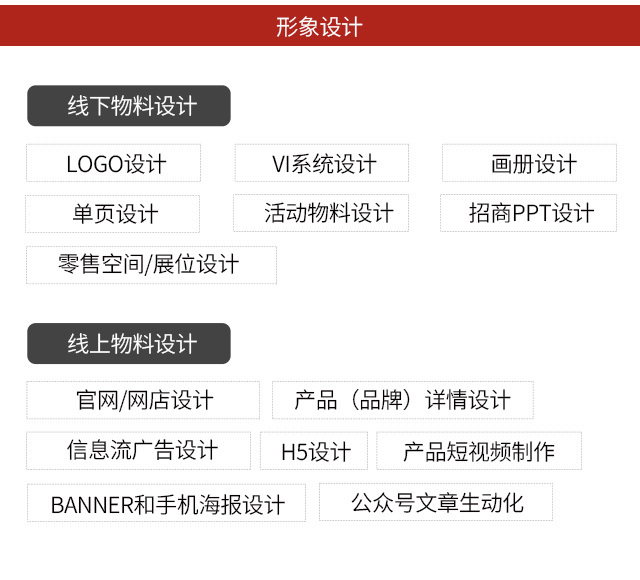 形象设计
线下物料设计
LOGO设计 VI系统设计 画册设计
单页设计 活动物料设计 招商PPT设计
零售空间/展位设计
线上物料设计
官网/网店设计 产品（品牌）详情设计
信息流广告设计 H5设计 产品短视频制作
BANNER和手机海报设计 公众号文章生动化